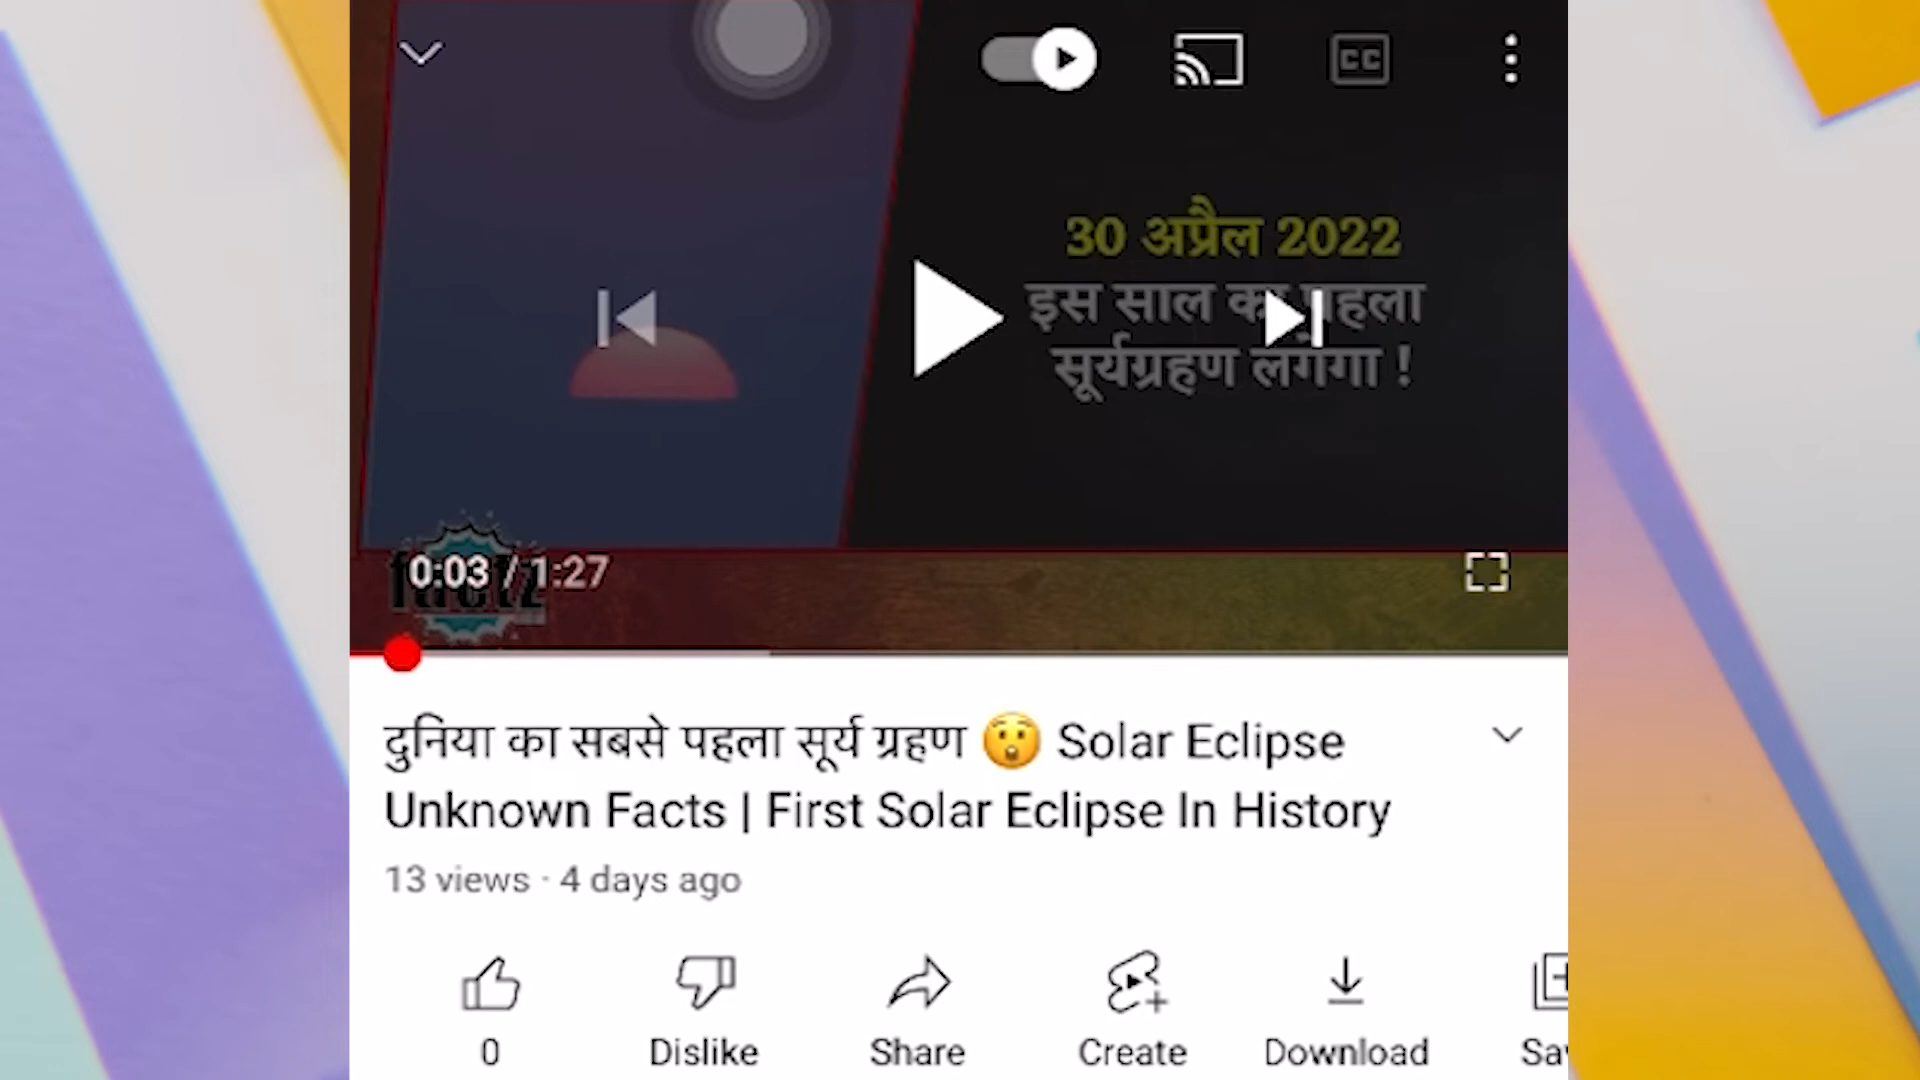 CC
30 अप्रैल 2022
इस साल का पहला
सूर्यग्रहण लगेगा !
0:03 / 1:27
दुनिया का सबसे पहला सूर्य ग्रहण 😲 Solar Eclipse
Unknown Facts | First Solar Eclipse In History
13 views · 4 days ago
0
Dislike
Share
Create
Download